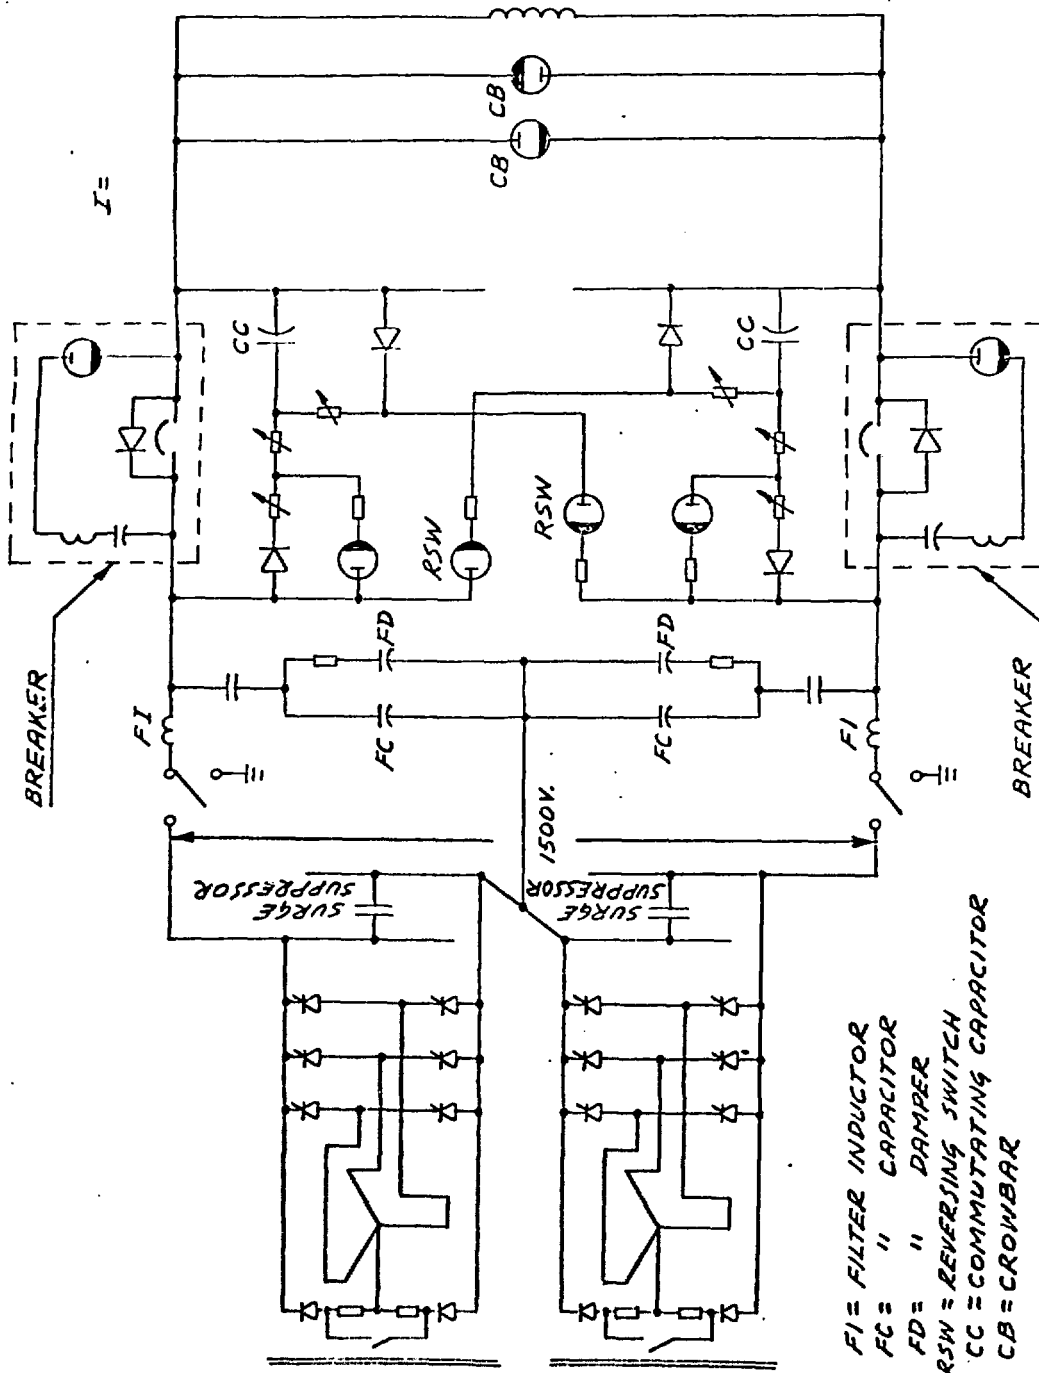 I=
CB
CB
CC
CC
RSW
RSW
BREAKER
FI
FC
FD
FC
FD
FI
BREAKER
1500V.
SURGE
SUPPRESSOR
SURGE
SUPPRESSOR
FI = FILTER INDUCTOR
FC = " CAPACITOR
FD = " DAMPER
RSW = REVERSING SWITCH
CC = COMMUTATING CAPACITOR
CB = CROWBAR